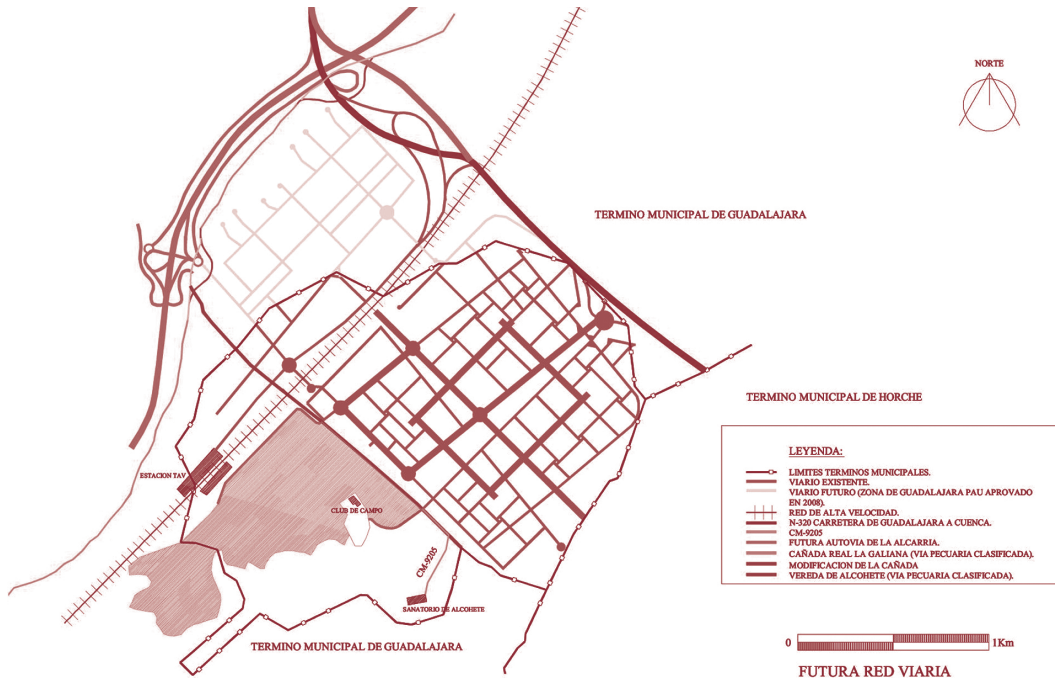 NORTE
TERMINO MUNICIPAL DE GUADALAJARA
TERMINO MUNICIPAL DE HORCHE
LEYENDA:
LIMITES TERMINOS MUNICIPALES.
VIARIO EXISTENTE.
VIARIO FUTURO (ZONA DE GUADALAJARA PAU APROVADO
EN 2008).
RED DE ALTA VELOCIDAD.
N-320 CARRETERA DE GUADALAJARA A CUENCA.
CM-9205
FUTURA AUTOVIA DE LA ALCARRIA.
CAÑADA REAL LA GALIANA (VIA PECUARIA CLASIFICADA).
MODIFICACION DE LA CAÑADA
VEREDA DE ALCOHETE (VIA PECUARIA CLASIFICADA).
ESTACION TAV
CLUB DE CAMPO
CM-9205
SANATORIO DE ALCOHETE
TERMINO MUNICIPAL DE GUADALAJARA
0 1Km
FUTURA RED VIARIA